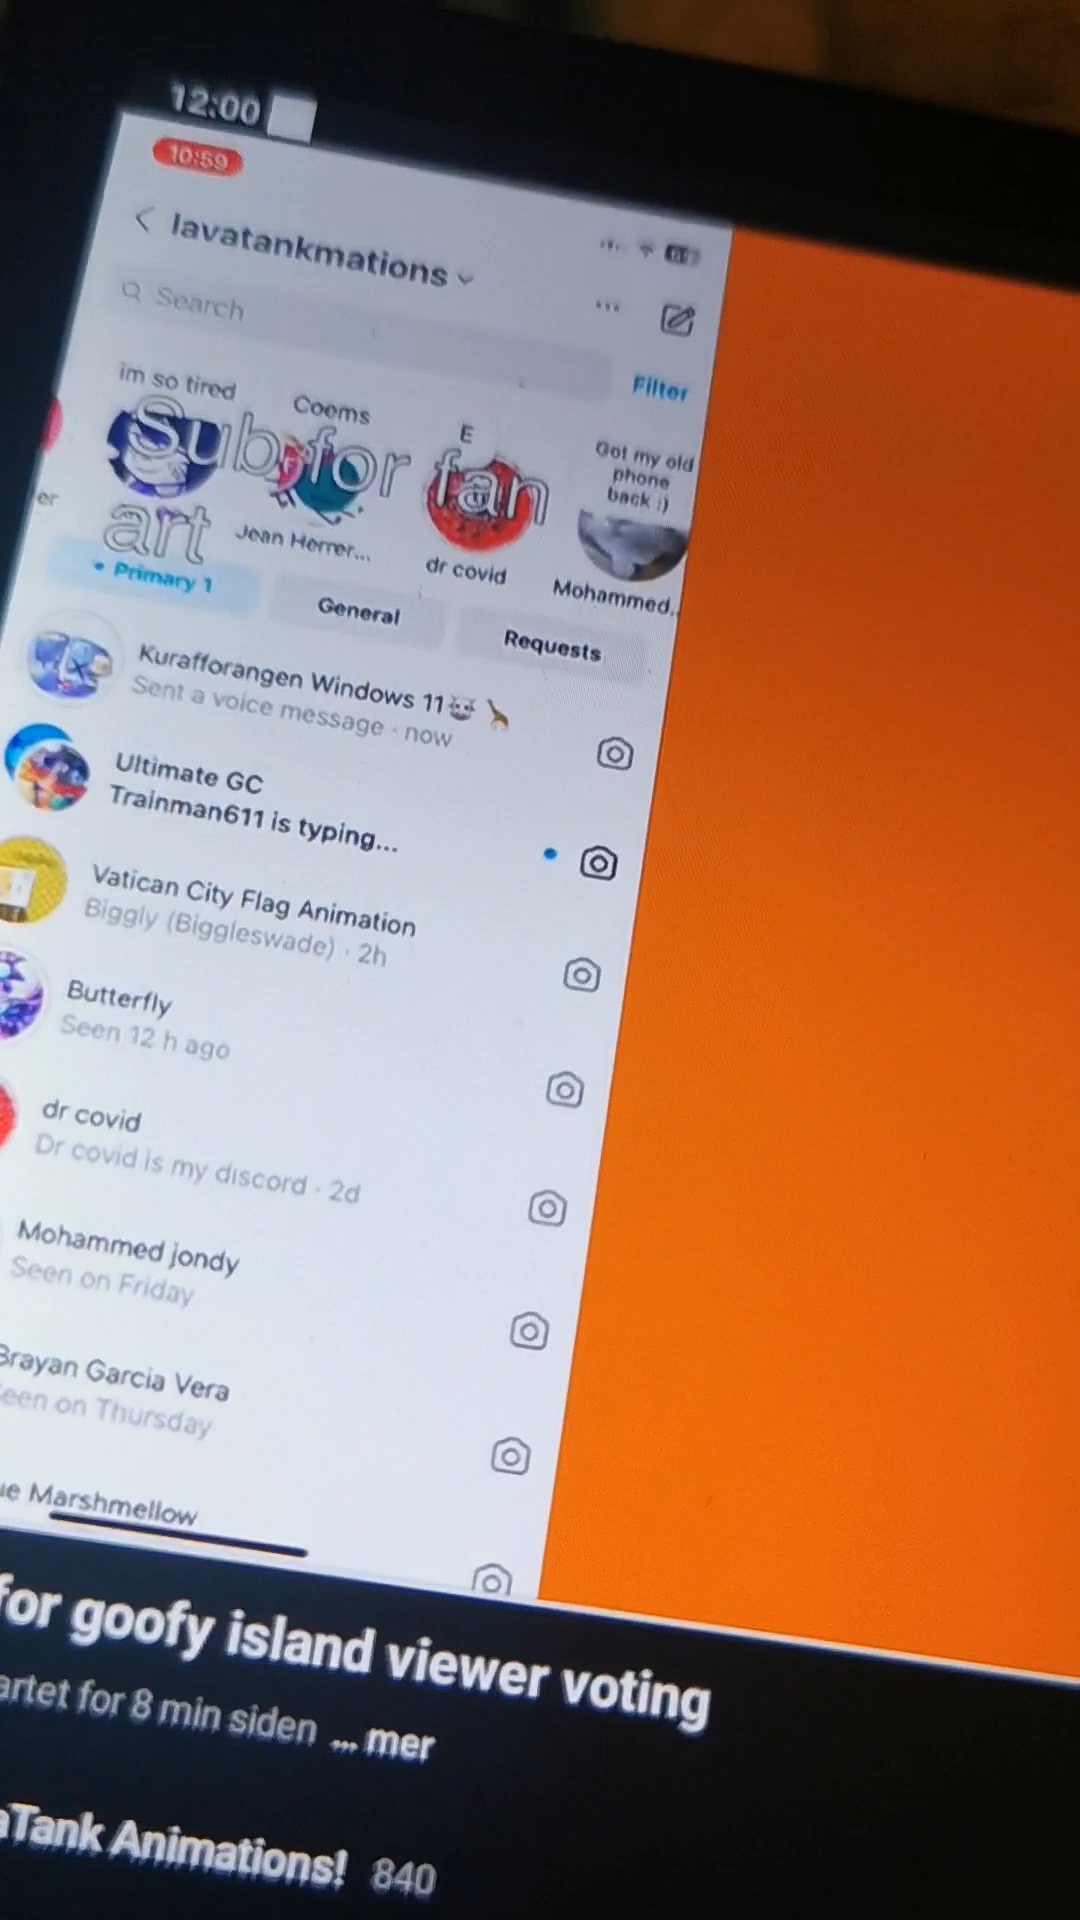 12:00
10:59
lavatankmations
Search
Filter
im so tired
Coems
E
Got my old
phone
back :)
Sub for fan
art
er
Jean Herrer...
dr covid
Mohammed..
Primary 1
General
Requests
Kurafforangen Windows 11
Sent a voice message · now
Ultimate GC
Trainman611 is typing...
Vatican City Flag Animation
Biggly (Biggleswade) · 2h
Butterfly
Seen 12 h ago
dr covid
Dr covid is my discord · 2d
Mohammed jondy
Seen on Friday
Brayan Garcia Vera
een on Thursday
ue Marshmellow
for goofy island viewer voting
artet for 8 min siden ... mer
aTank Animations! 840